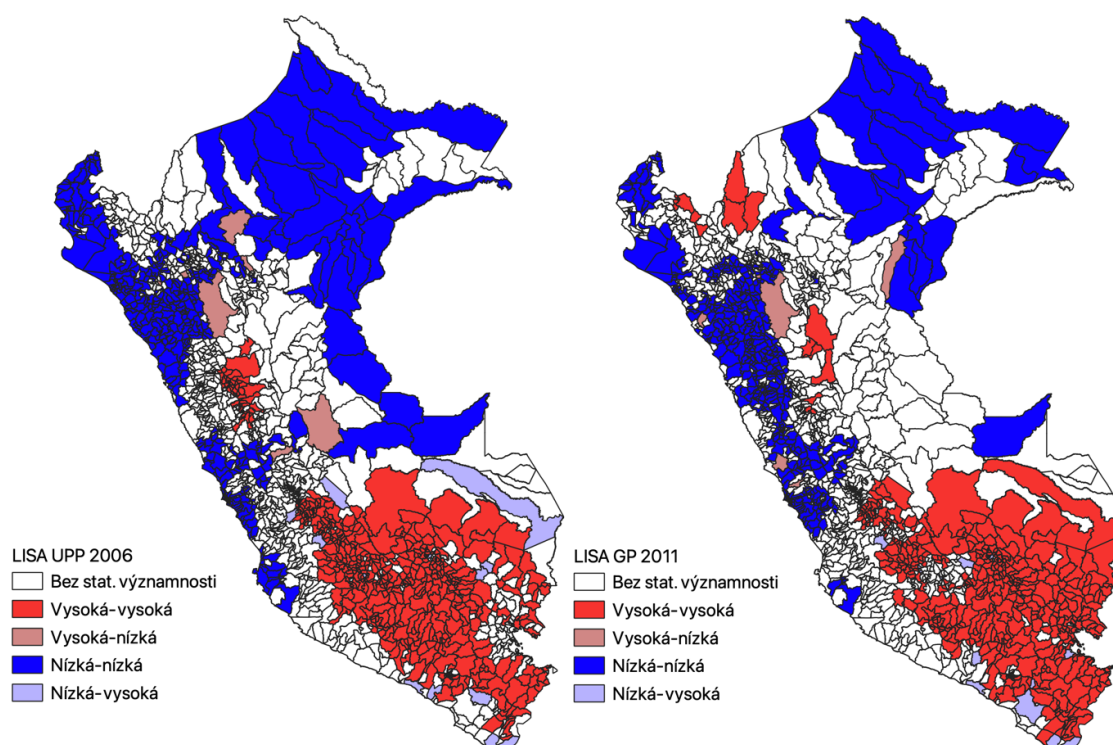 LISA UPP 2006
Bez stat. významnosti
Vysoká-vysoká
Vysoká-nízká
Nízká-nízká
Nízká-vysoká
LISA GP 2011
Bez stat. významnosti
Vysoká-vysoká
Vysoká-nízká
Nízká-nízká
Nízká-vysoká